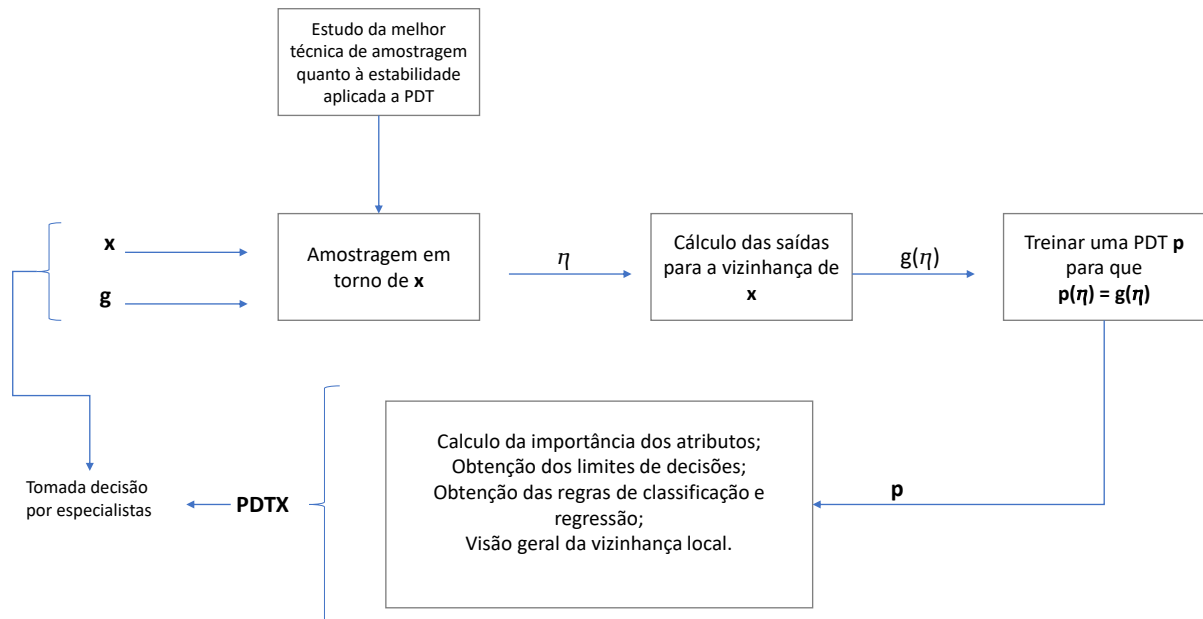 Estudo da melhor
técnica de amostragem
quanto à estabilidade
aplicada a PDT
x
g
Amostragem em
torno de x
η
Cálculo das saídas
para a vizinhança de
x
g(η)
Treinar uma PDT p
para que
p(η) = g(η)
p
Calculo da importância dos atributos;
Obtenção dos limites de decisões;
Obtenção das regras de classificação e
regressão;
Visão geral da vizinhança local.
PDTX
Tomada decisão
por especialistas